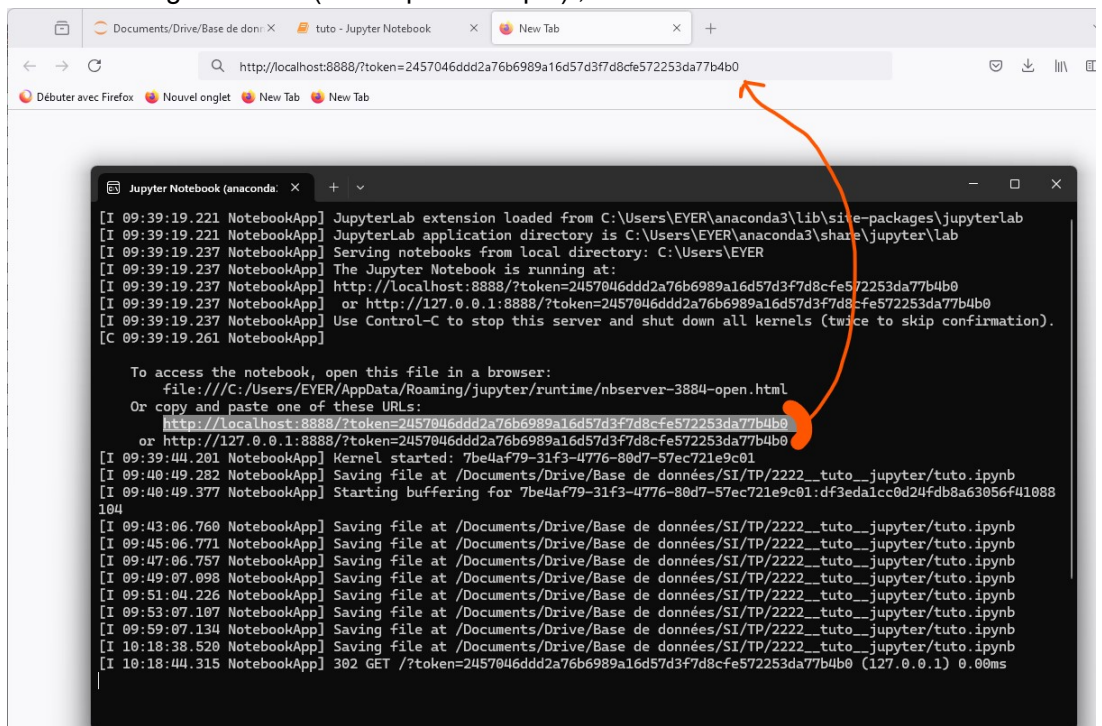 Documents/Drive/Base de donn tuto - Jupyter Notebook New Tab
http://localhost:8888/?token=2457046ddd2a76b6989a16d57d3f7d8cfe572253da77b4b0
Débuter avec Firefox Nouvel onglet New Tab New Tab
Jupyter Notebook (anaconda
[I 09:39:19.221 NotebookApp] JupyterLab extension loaded from C:\Users\EYER\anaconda3\lib\site-packages\jupyterlab
[I 09:39:19.221 NotebookApp] JupyterLab application directory is C:\Users\EYER\anaconda3\share\jupyter\lab
[I 09:39:19.237 NotebookApp] Serving notebooks from local directory: C:\Users\EYER
[I 09:39:19.237 NotebookApp] The Jupyter Notebook is running at:
[I 09:39:19.237 NotebookApp] http://localhost:8888/?token=2457046ddd2a76b6989a16d57d3f7d8cfe572253da77b4b0
[I 09:39:19.237 NotebookApp]  or http://127.0.0.1:8888/?token=2457046ddd2a76b6989a16d57d3f7d8cfe572253da77b4b0
[I 09:39:19.237 NotebookApp] Use Control-C to stop this server and shut down all kernels (twice to skip confirmation).
[C 09:39:19.261 NotebookApp]
To access the notebook, open this file in a browser:
file:///C:/Users/EYER/AppData/Roaming/jupyter/runtime/nbserver-3884-open.html
Or copy and paste one of these URLs:
http://localhost:8888/?token=2457046ddd2a76b6989a16d57d3f7d8cfe572253da77b4b0
or http://127.0.0.1:8888/?token=2457046ddd2a76b6989a16d57d3f7d8cfe572253da77b4b0
[I 09:39:44.201 NotebookApp] Kernel started: 7be4af79-31f3-4776-80d7-57ec721e9c01
[I 09:40:49.282 NotebookApp] Saving file at /Documents/Drive/Base de données/SI/TP/2222__tuto__jupyter/tuto.ipynb
[I 09:40:49.377 NotebookApp] Starting buffering for 7be4af79-31f3-4776-80d7-57ec721e9c01:df3eda1cc0d24fdb8a63056f41088
104
[I 09:43:06.760 NotebookApp] Saving file at /Documents/Drive/Base de données/SI/TP/2222__tuto__jupyter/tuto.ipynb
[I 09:45:06.771 NotebookApp] Saving file at /Documents/Drive/Base de données/SI/TP/2222__tuto__jupyter/tuto.ipynb
[I 09:47:06.757 NotebookApp] Saving file at /Documents/Drive/Base de données/SI/TP/2222__tuto__jupyter/tuto.ipynb
[I 09:49:07.098 NotebookApp] Saving file at /Documents/Drive/Base de données/SI/TP/2222__tuto__jupyter/tuto.ipynb
[I 09:51:04.226 NotebookApp] Saving file at /Documents/Drive/Base de données/SI/TP/2222__tuto__jupyter/tuto.ipynb
[I 09:53:07.107 NotebookApp] Saving file at /Documents/Drive/Base de données/SI/TP/2222__tuto__jupyter/tuto.ipynb
[I 09:59:07.134 NotebookApp] Saving file at /Documents/Drive/Base de données/SI/TP/2222__tuto__jupyter/tuto.ipynb
[I 10:18:38.520 NotebookApp] Saving file at /Documents/Drive/Base de données/SI/TP/2222__tuto__jupyter/tuto.ipynb
[I 10:18:44.315 NotebookApp] 302 GET /?token=2457046ddd2a76b6989a16d57d3f7d8cfe572253da77b4b0 (127.0.0.1) 0.00ms